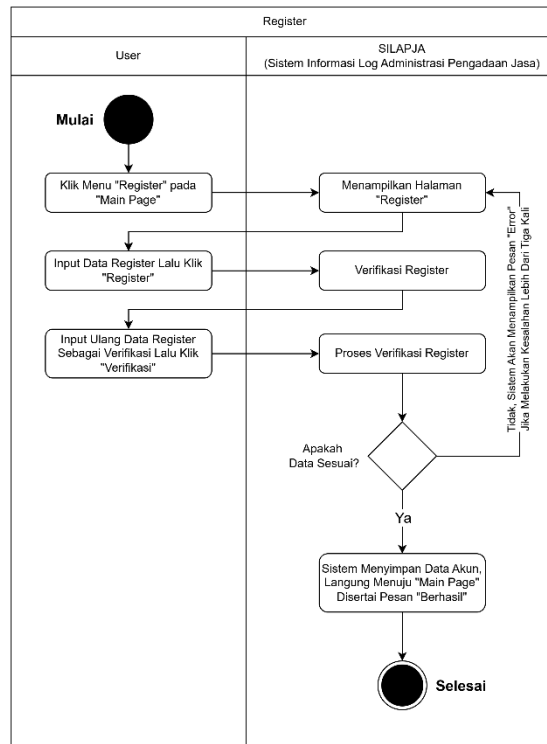 Register
User
SILAPJA
(Sistem Informasi Log Administrasi Pengadaan Jasa)
Mulai
Klik Menu "Register" pada
"Main Page"
Menampilkan Halaman
"Register"
Input Data Register Lalu Klik
"Register"
Verifikasi Register
Input Ulang Data Register
Sebagai Verifikasi Lalu Klik
"Verifikasi"
Proses Verifikasi Register
Tidak, Sistem Akan Menampilkan Pesan "Error"
Jika Melakukan Kesalahan Lebih Dari Tiga Kali
Apakah
Data Sesuai?
Ya
Sistem Menyimpan Data Akun,
Langsung Menuju "Main Page"
Disertai Pesan "Berhasil"
Selesai